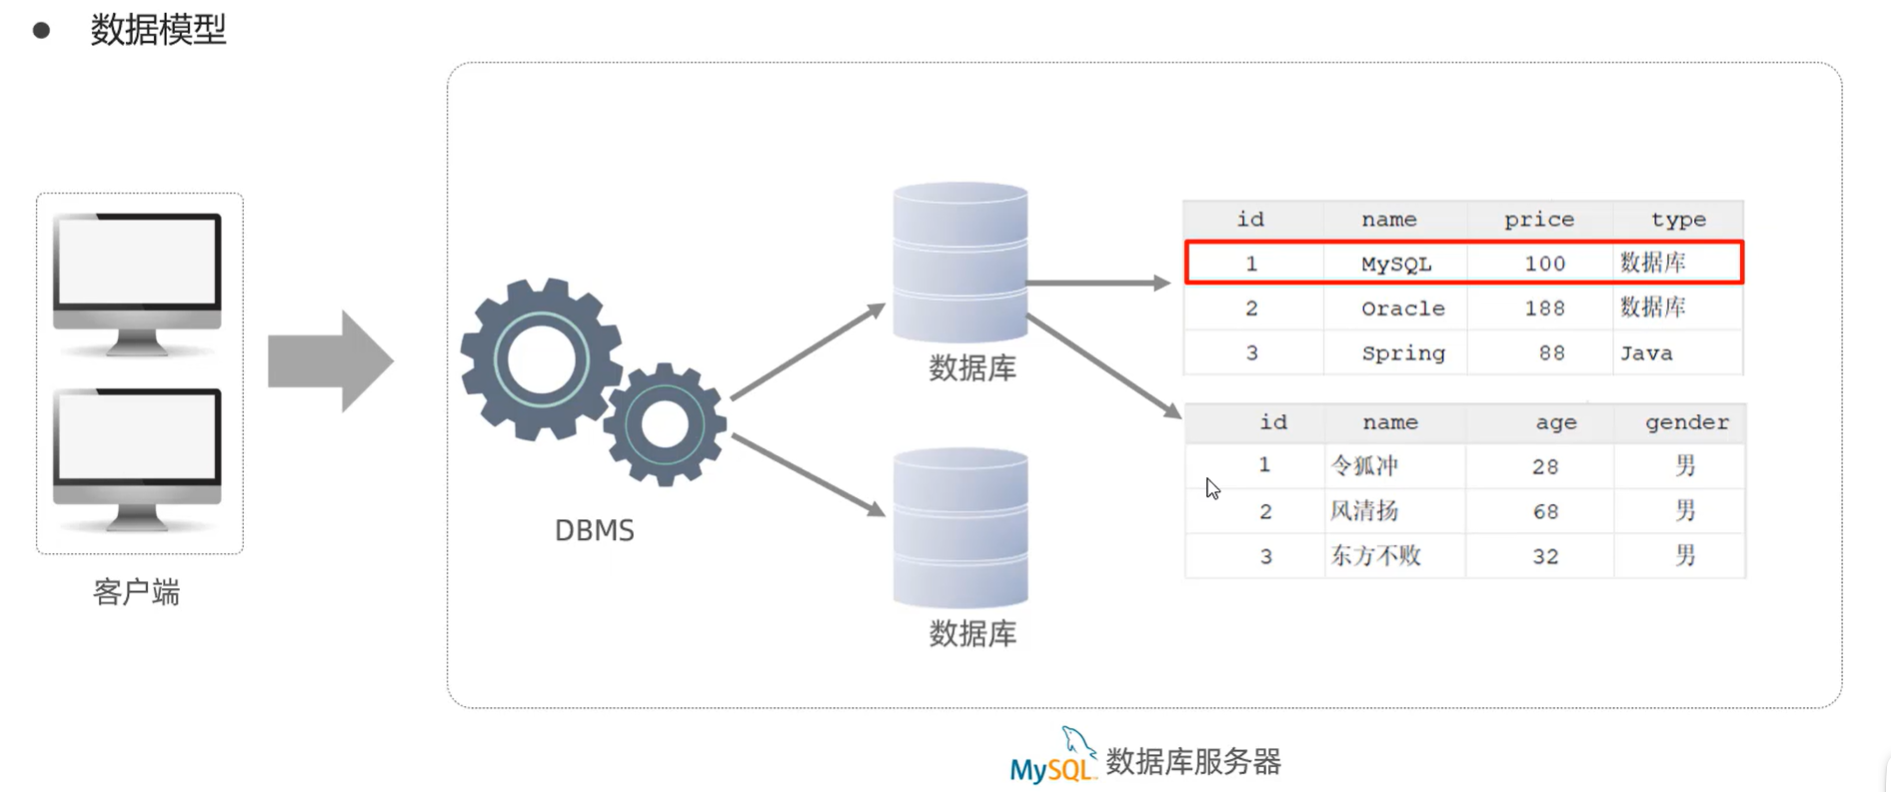 ● 数据模型
客户端
DBMS
数据库
数据库
id name price type
1 MySQL 100 数据库
2 Oracle 188 数据库
3 Spring 88 Java
id name age gender
1 令狐冲 28 男
2 风清扬 68 男
3 东方不败 32 男
MySQL 数据库服务器